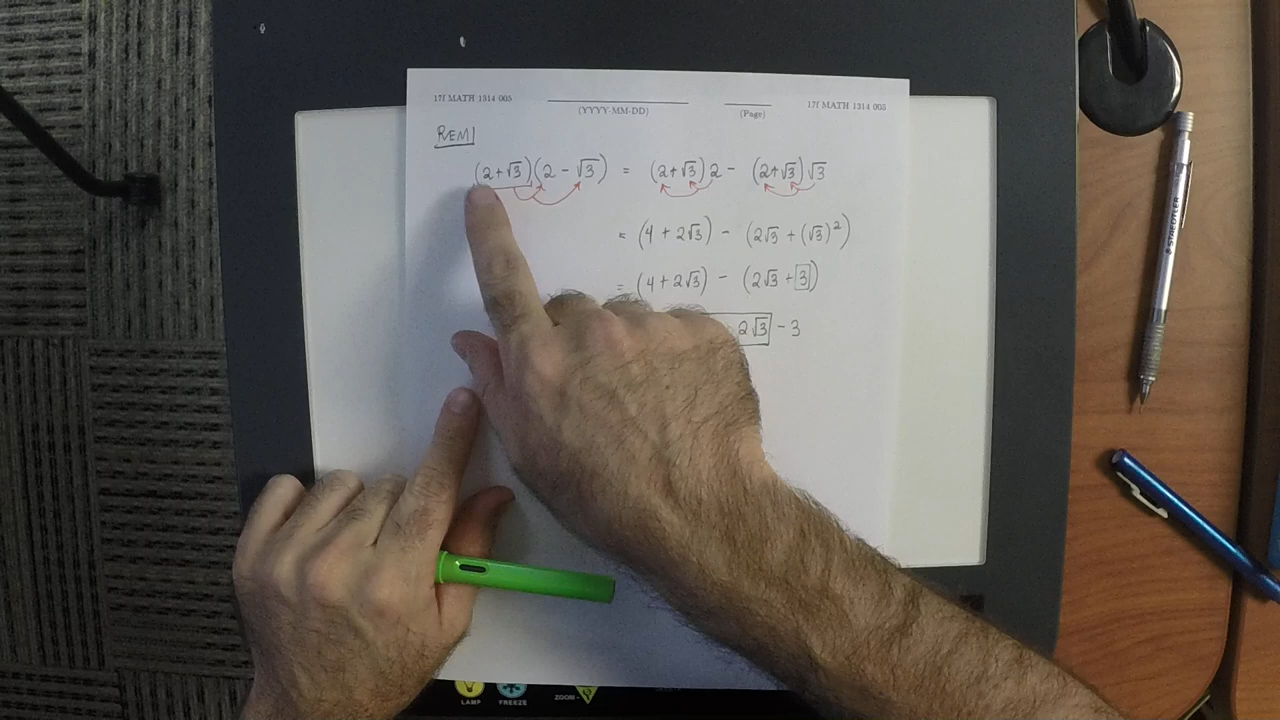 17f MATH 1314 005 (YYYY-MM-DD) (Page) 17f MATH 1314 005
REM|
(2+√3)(2-√3) = (2+√3)2 - (2+√3)√3
= (4+2√3) - (2√3+(√3)²)
= (4+2√3) - (2√3+3)
2√3 - 3
STAEDTLER
LAMP FREEZE ZOOM